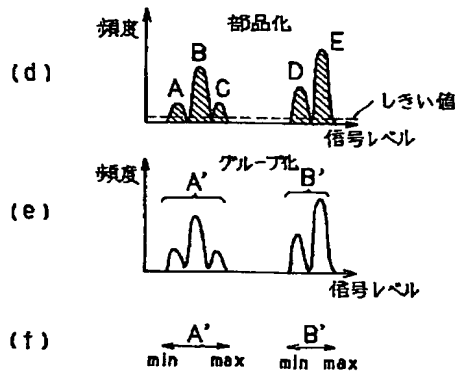 (d)
頻度
部品化
A
B
C
D
E
しきい値
信号レベル
(e)
頻度
グループ化
A'
B'
信号レベル
(f)
A'
B'
min max
min max